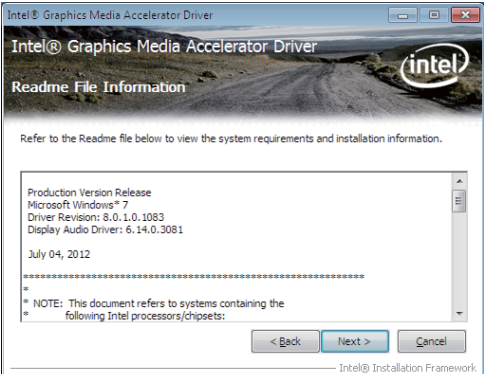 Intel® Graphics Media Accelerator Driver
Intel® Graphics Media Accelerator Driver
intel
Readme File Information
Refer to the Readme file below to view the system requirements and installation information.
Production Version Release
Microsoft Windows* 7
Driver Revision: 8.0.1.0.1083
Display Audio Driver: 6.14.0.3081
July 04, 2012
*****************************************************************
*
* NOTE: This document refers to systems containing the
* following Intel processors/chipsets:
< Back Next > Cancel
Intel® Installation Framework